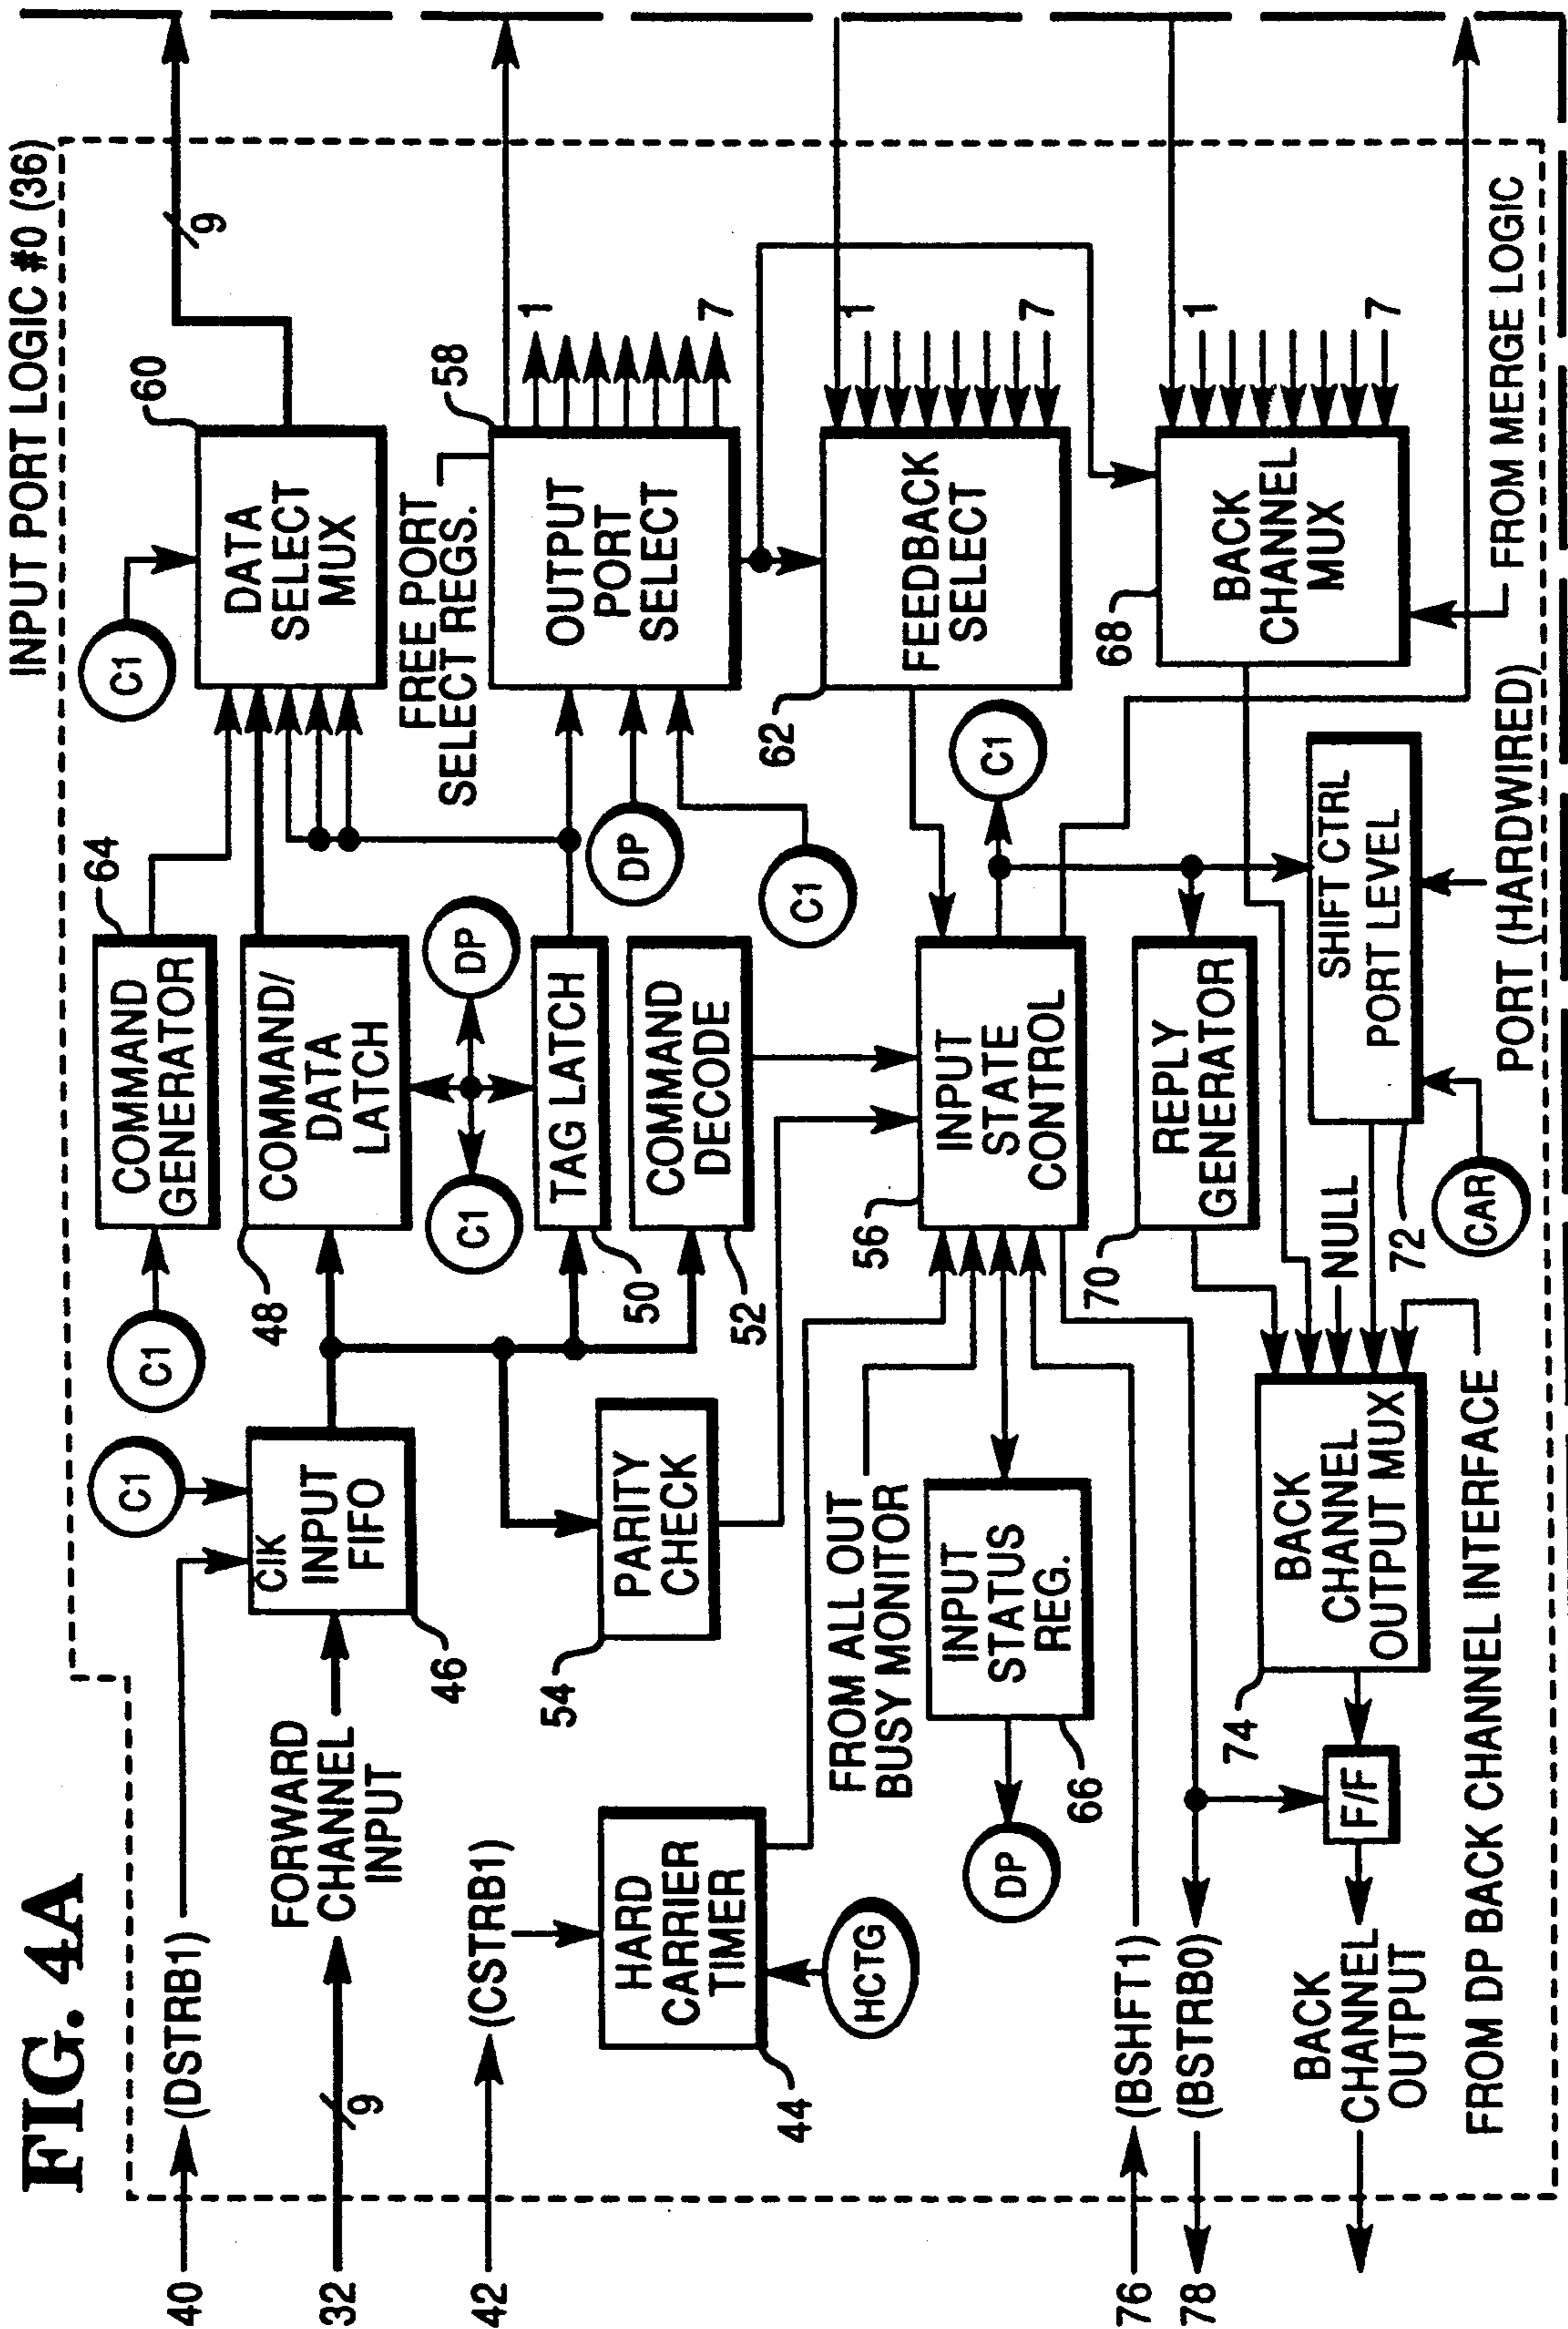 FIG. 4A
INPUT PORT LOGIC #0 (36)
40
(DSTRB1)
C1
CIK
INPUT
FIFO
46
C1
COMMAND
GENERATOR
64
C1
DATA
SELECT
MUX
60
9
32
9
FORWARD
CHANNEL
INPUT
48
COMMAND/
DATA
LATCH
C1
DP
FREE PORT
SELECT REGS.
58
OUTPUT
PORT
SELECT
1
7
42
(CSTRB1)
54
PARITY
CHECK
50
TAG LATCH
52
COMMAND
DECODE
DP
C1
HARD
CARRIER
TIMER
44
HCTG
FROM ALL OUT
BUSY MONITOR
56
INPUT
STATE
CONTROL
62
FEEDBACK
SELECT
1
7
C1
INPUT
STATUS
REG.
66
DP
76
(BSHFT1)
78
(BSTRB0)
70
REPLY
GENERATOR
68
BACK
CHANNEL
MUX
1
7
FROM MERGE LOGIC
SHIFT CTRL
PORT LEVEL
72
CAR
PORT (HARDWIRED)
NULL
74
BACK
CHANNEL
OUTPUT MUX
F/F
BACK
CHANNEL
OUTPUT
FROM DP BACK CHANNEL INTERFACE